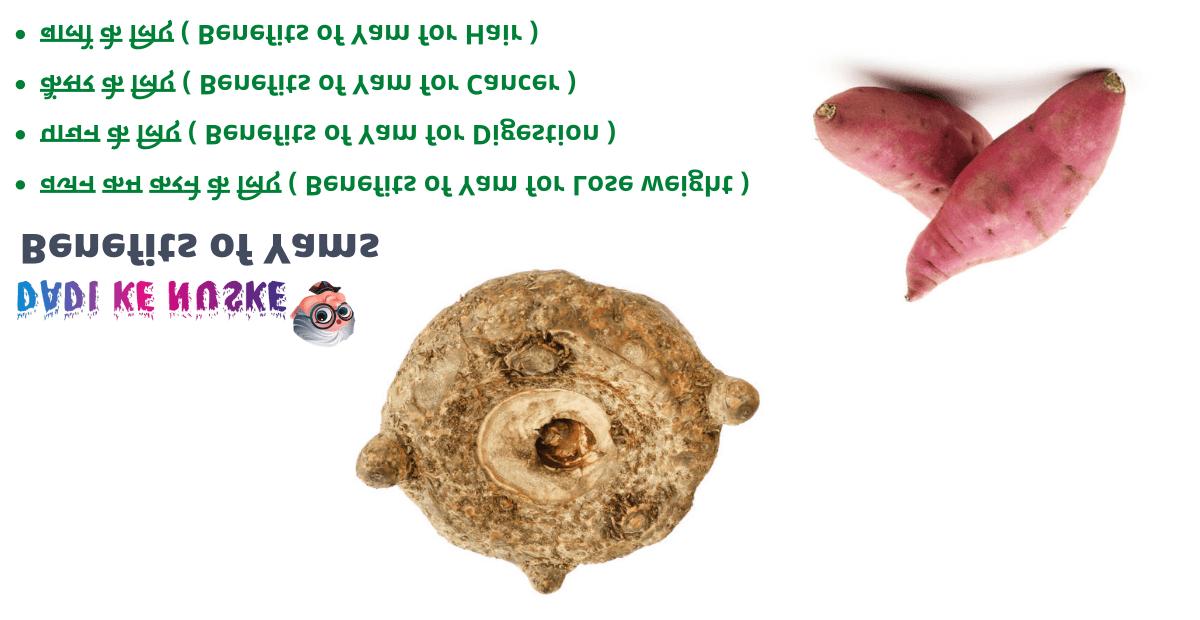 DADI KE NUSKE
Benefits of Yams
• वजन कम करने के लिए ( Benefits of Yam for Lose weight )
• पाचन के लिए ( Benefits of Yam for Digestion )
• कैंसर के लिए ( Benefits of Yam for Cancer )
• बालों के लिए ( Benefits of Yam for Hair )